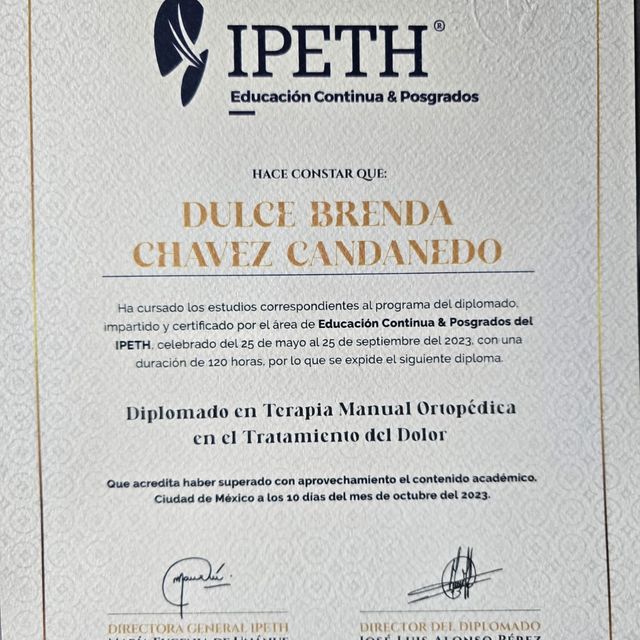 IPETH®
Educación Continua & Posgrados
HACE CONSTAR QUE:
DULCE BRENDA
CHAVEZ CANDANEDO
Ha cursado los estudios correspondientes al programa del diplomado,
impartido y certificado por el área de Educación Continua & Posgrados del
IPETH, celebrado del 25 de mayo al 25 de septiembre del 2023, con una
duración de 120 horas, por lo que se expide el siguiente diploma.
Diplomado en Terapia Manual Ortopédica
en el Tratamiento del Dolor
Que acredita haber superado con aprovechamiento el contenido académico.
Ciudad de México a los 10 días del mes de octubre del 2023.
DIRECTORA GENERAL IPETH
DIRECTOR DEL DIPLOMADO
JOSÉ LUIS ALONSO PÉREZ